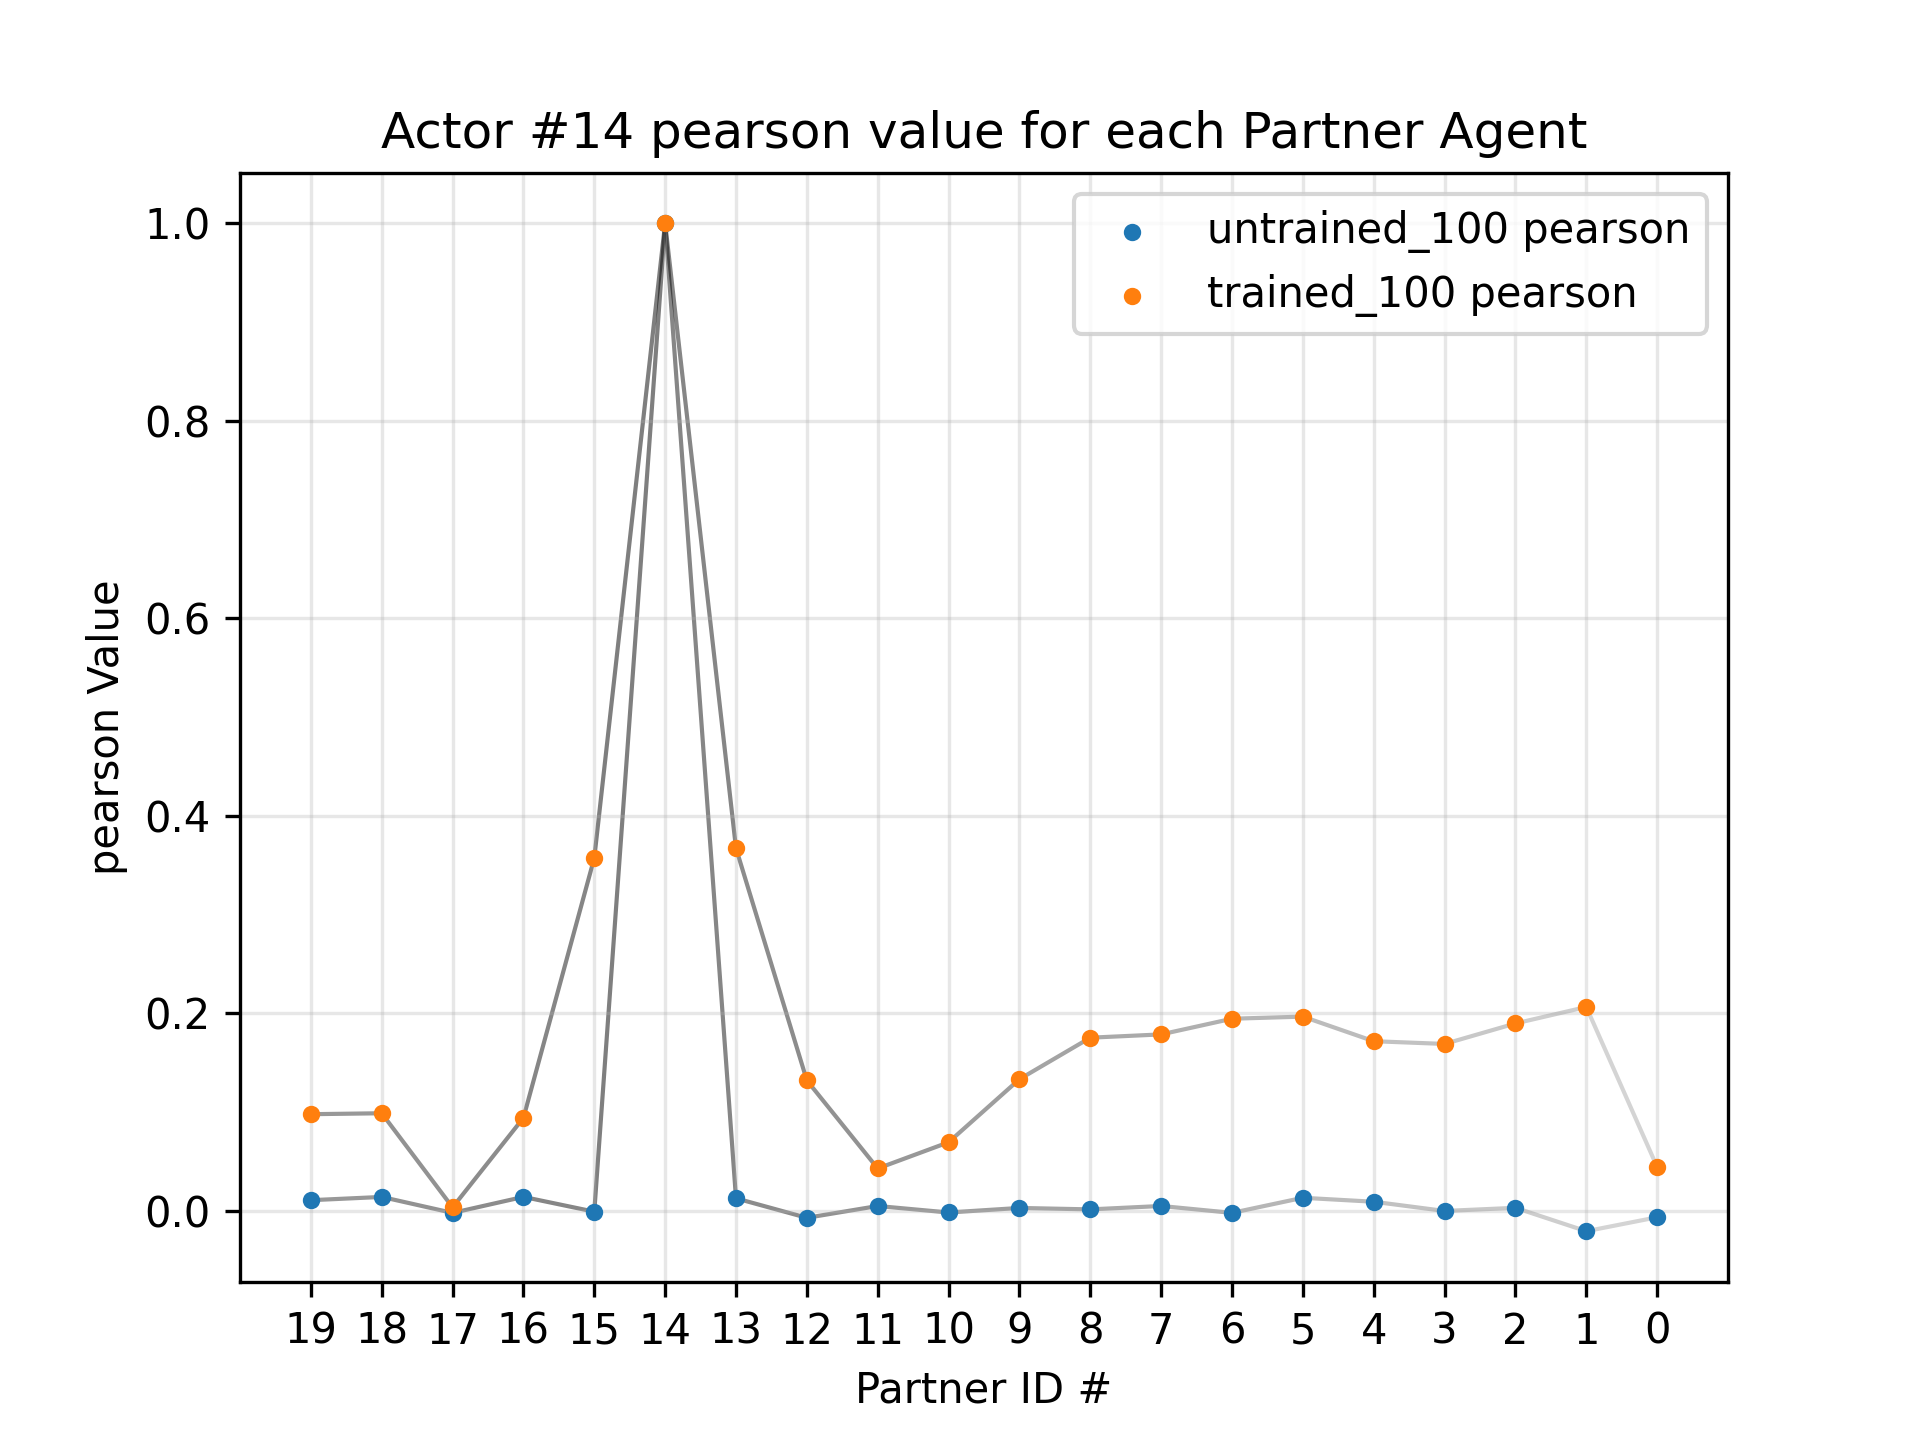 Actor #14 pearson value for each Partner Agent
untrained_100 pearson
trained_100 pearson
pearson Value
1.0
0.8
0.6
0.4
0.2
0.0
19 18 17 16 15 14 13 12 11 10 9 8 7 6 5 4 3 2 1 0
Partner ID #